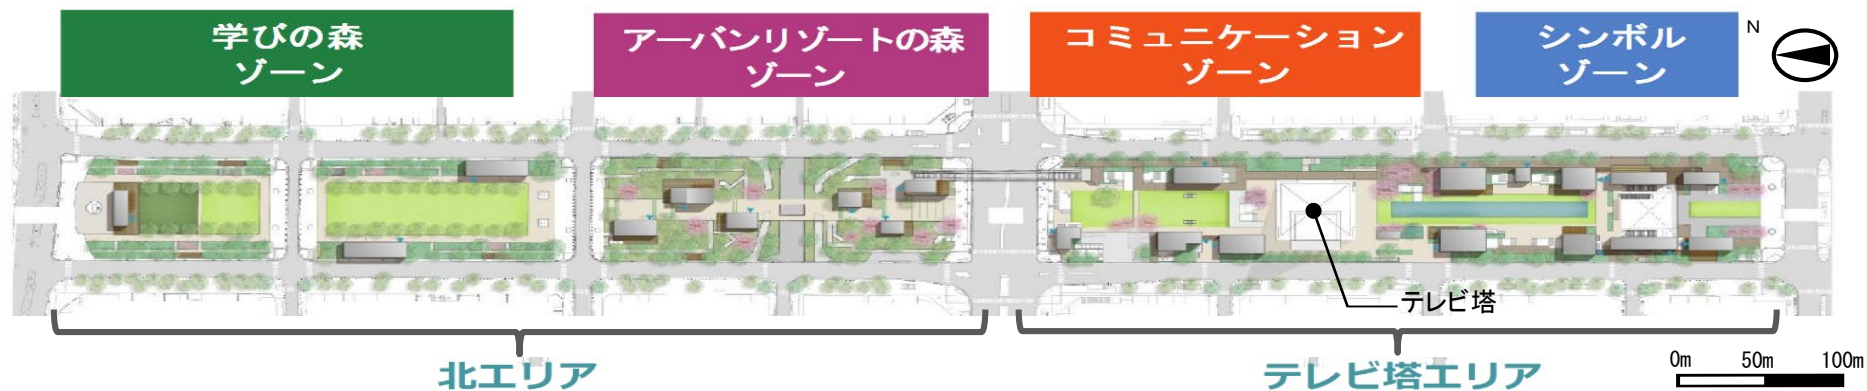 学びの森
ゾーン
アーバンリゾートの森
ゾーン
コミュニケーション
ゾーン
シンボル
ゾーン
N
テレビ塔
北エリア
テレビ塔エリア
0m 50m 100m